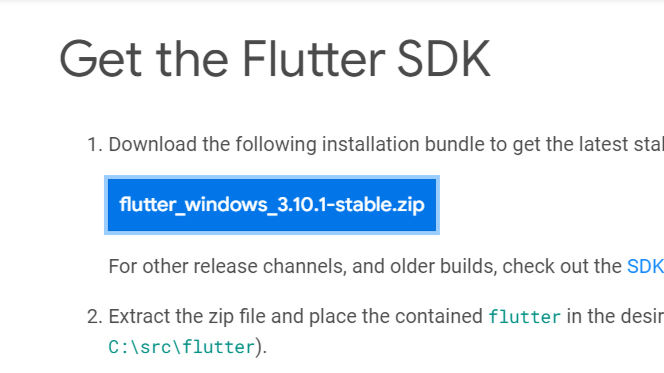 Get the Flutter SDK
1. Download the following installation bundle to get the latest
flutter_windows_3.10.1-stable.zip
For other release channels, and older builds, check out the SDK
2. Extract the zip file and place the contained flutter in the
C:\src\flutter).